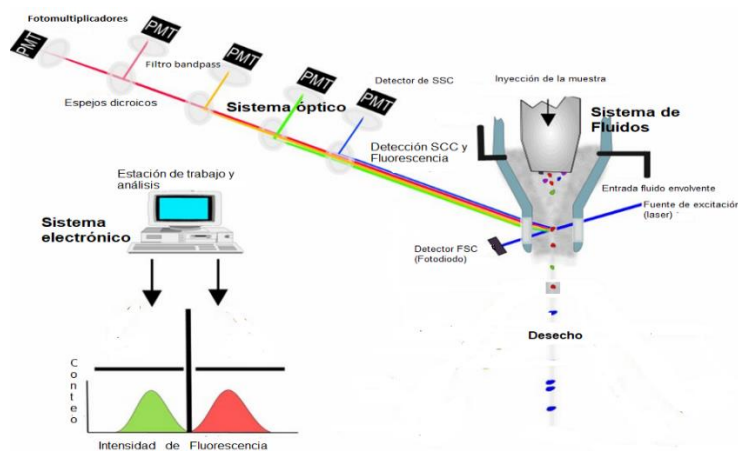 Fotomultiplicadores
PMT
PMT
PMT
PMT
PMT
Filtro bandpass
Espejos dicroicos
Sistema óptico
Detector de SSC
Detección SCC y
Fluorescencia
Inyección de la muestra
Sistema de
Fluidos
Entrada fluido envolvente
Fuente de excitación
(laser)
Detector FSC
(Fotodiodo)
Desecho
Estación de trabajo y
análisis
Sistema
electrónico
Conteo
Intensidad de Fluorescencia